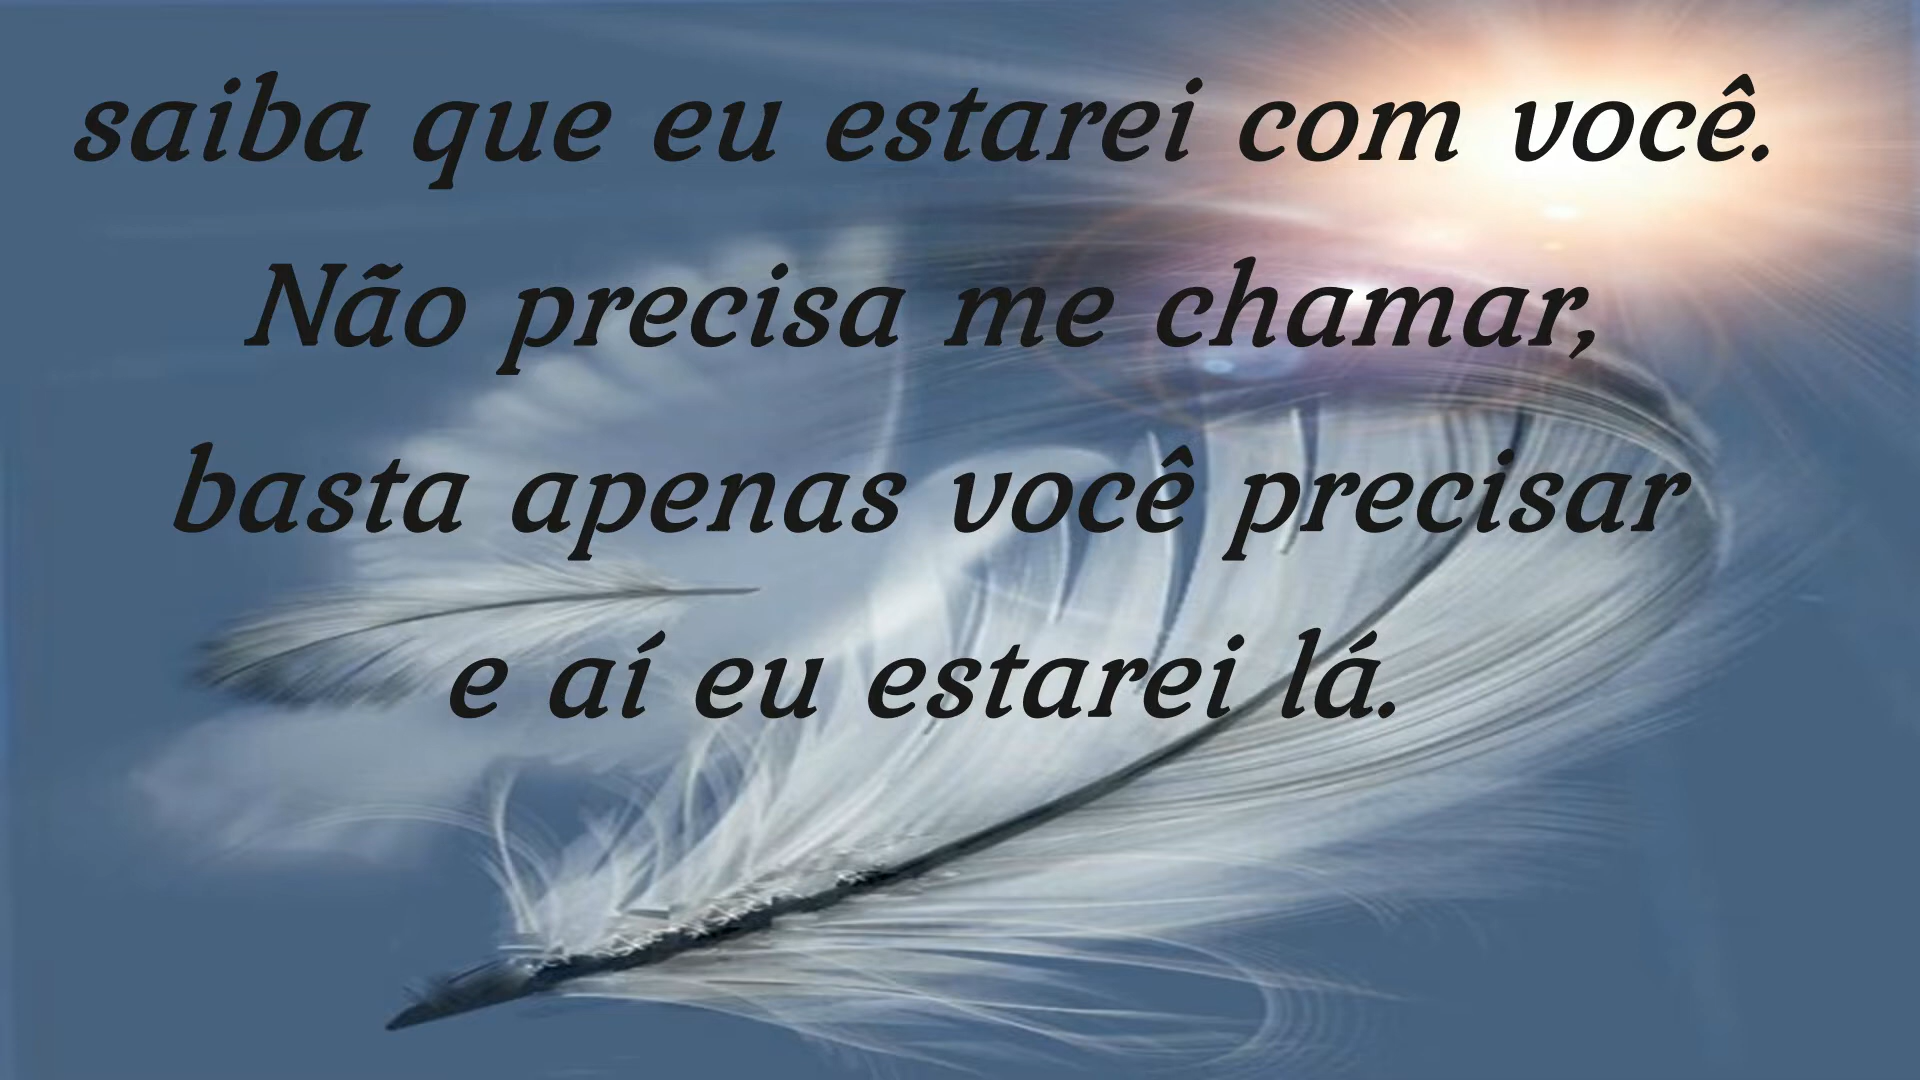 saiba que eu estarei com você.
Não precisa me chamar,
basta apenas você precisar
e aí eu estarei lá.